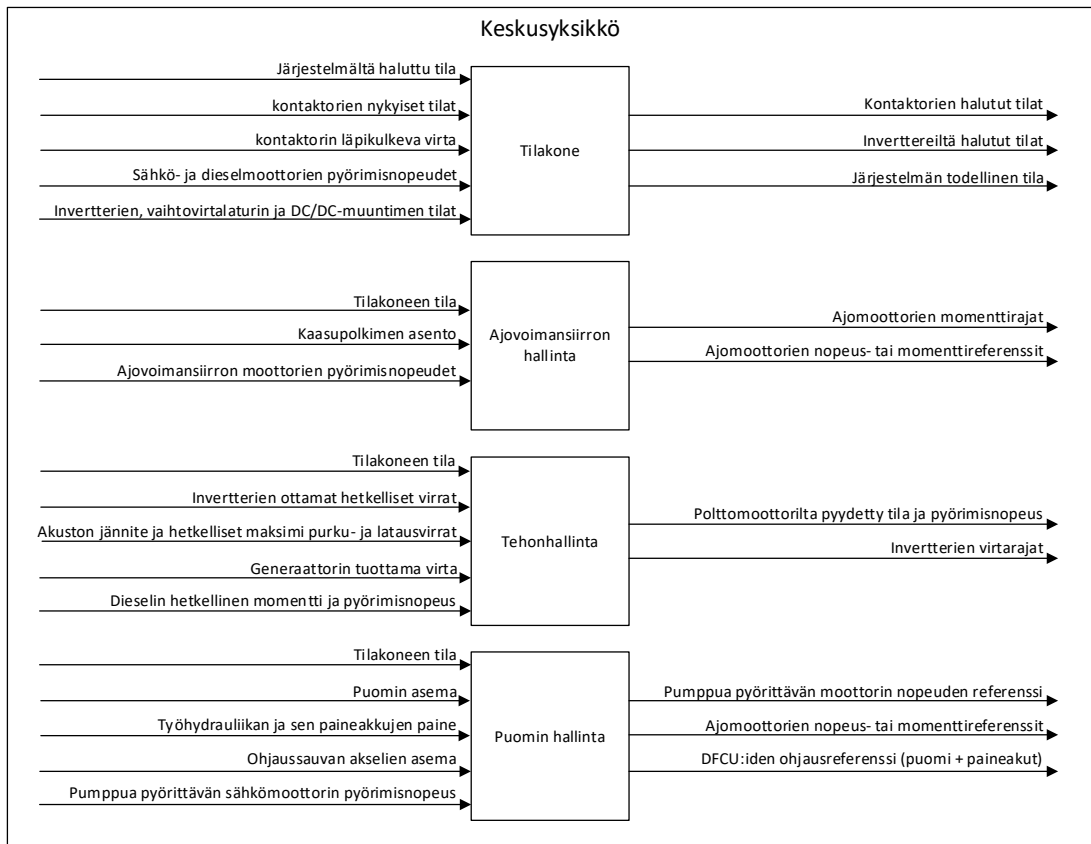 Keskusyksikkö
Järjestelmältä haluttu tila
kontaktorien nykyiset tilat
kontaktorin läpikulkeva virta
Sähkö- ja dieselmoottorien pyörimisnopeudet
Invertterien, vaihtovirtalaturin ja DC/DC-muuntimen tilat
Tilakone
Kontaktorien halutut tilat
Inverttereiltä halutut tilat
Järjestelmän todellinen tila
Tilakoneen tila
Kaasupolkimen asento
Ajovoimansiirron moottorien pyörimisnopeudet
Ajovoimansiirron
hallinta
Ajomoottorien momenttirajat
Ajomoottorien nopeus- tai momenttireferenssit
Tilakoneen tila
Invertterien ottamat hetkelliset virrat
Akuston jännite ja hetkelliset maksimi purku- ja latausvirrat
Generaattorin tuottama virta
Dieselin hetkellinen momentti ja pyörimisnopeus
Tehonhallinta
Polttomoottorilta pyydetty tila ja pyörimisnopeus
Invertterien virtarajat
Tilakoneen tila
Puomin asema
Työhydrauliikan ja sen paineakkujen paine
Ohjaussauvan akselien asema
Pumppua pyörittävän sähkömoottorin pyörimisnopeus
Puomin hallinta
Pumppua pyörittävän moottorin nopeuden referenssi
Ajomoottorien nopeus- tai momenttireferenssit
DFCU:iden ohjausreferenssi (puomi + paineakut)